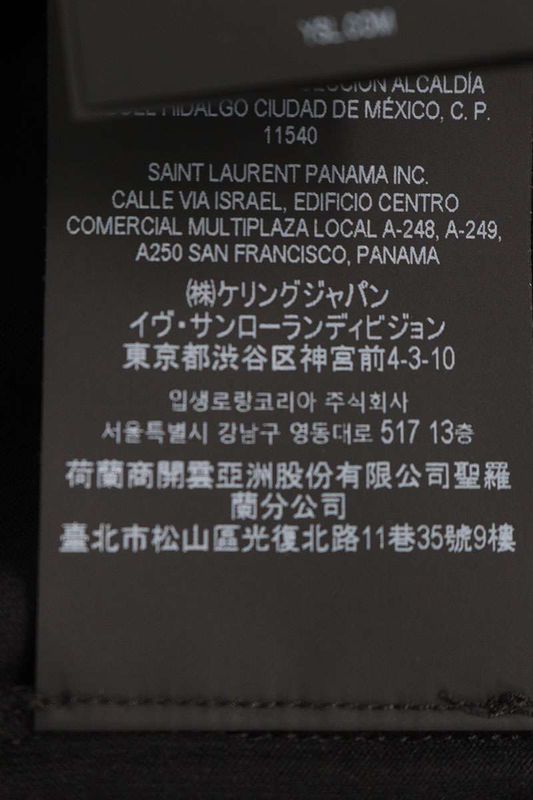 YSL.COM
ALCALDÍA
HIDALGO CIUDAD DE MÉXICO, C. P.
11540
SAINT LAURENT PANAMA INC.
CALLE VIA ISRAEL, EDIFICIO CENTRO
COMERCIAL MULTIPLAZA LOCAL A-248, A-249,
A250 SAN FRANCISCO, PANAMA
㈱ケリングジャパン
イヴ・サンローランディビジョン
東京都渋谷区神宮前4-3-10
입생로랑코리아 주식회사
서울특별시 강남구 영동대로 517 13층
荷蘭商開雲亞洲股份有限公司聖羅
蘭分公司
臺北市松山區光復北路11巷35號9樓